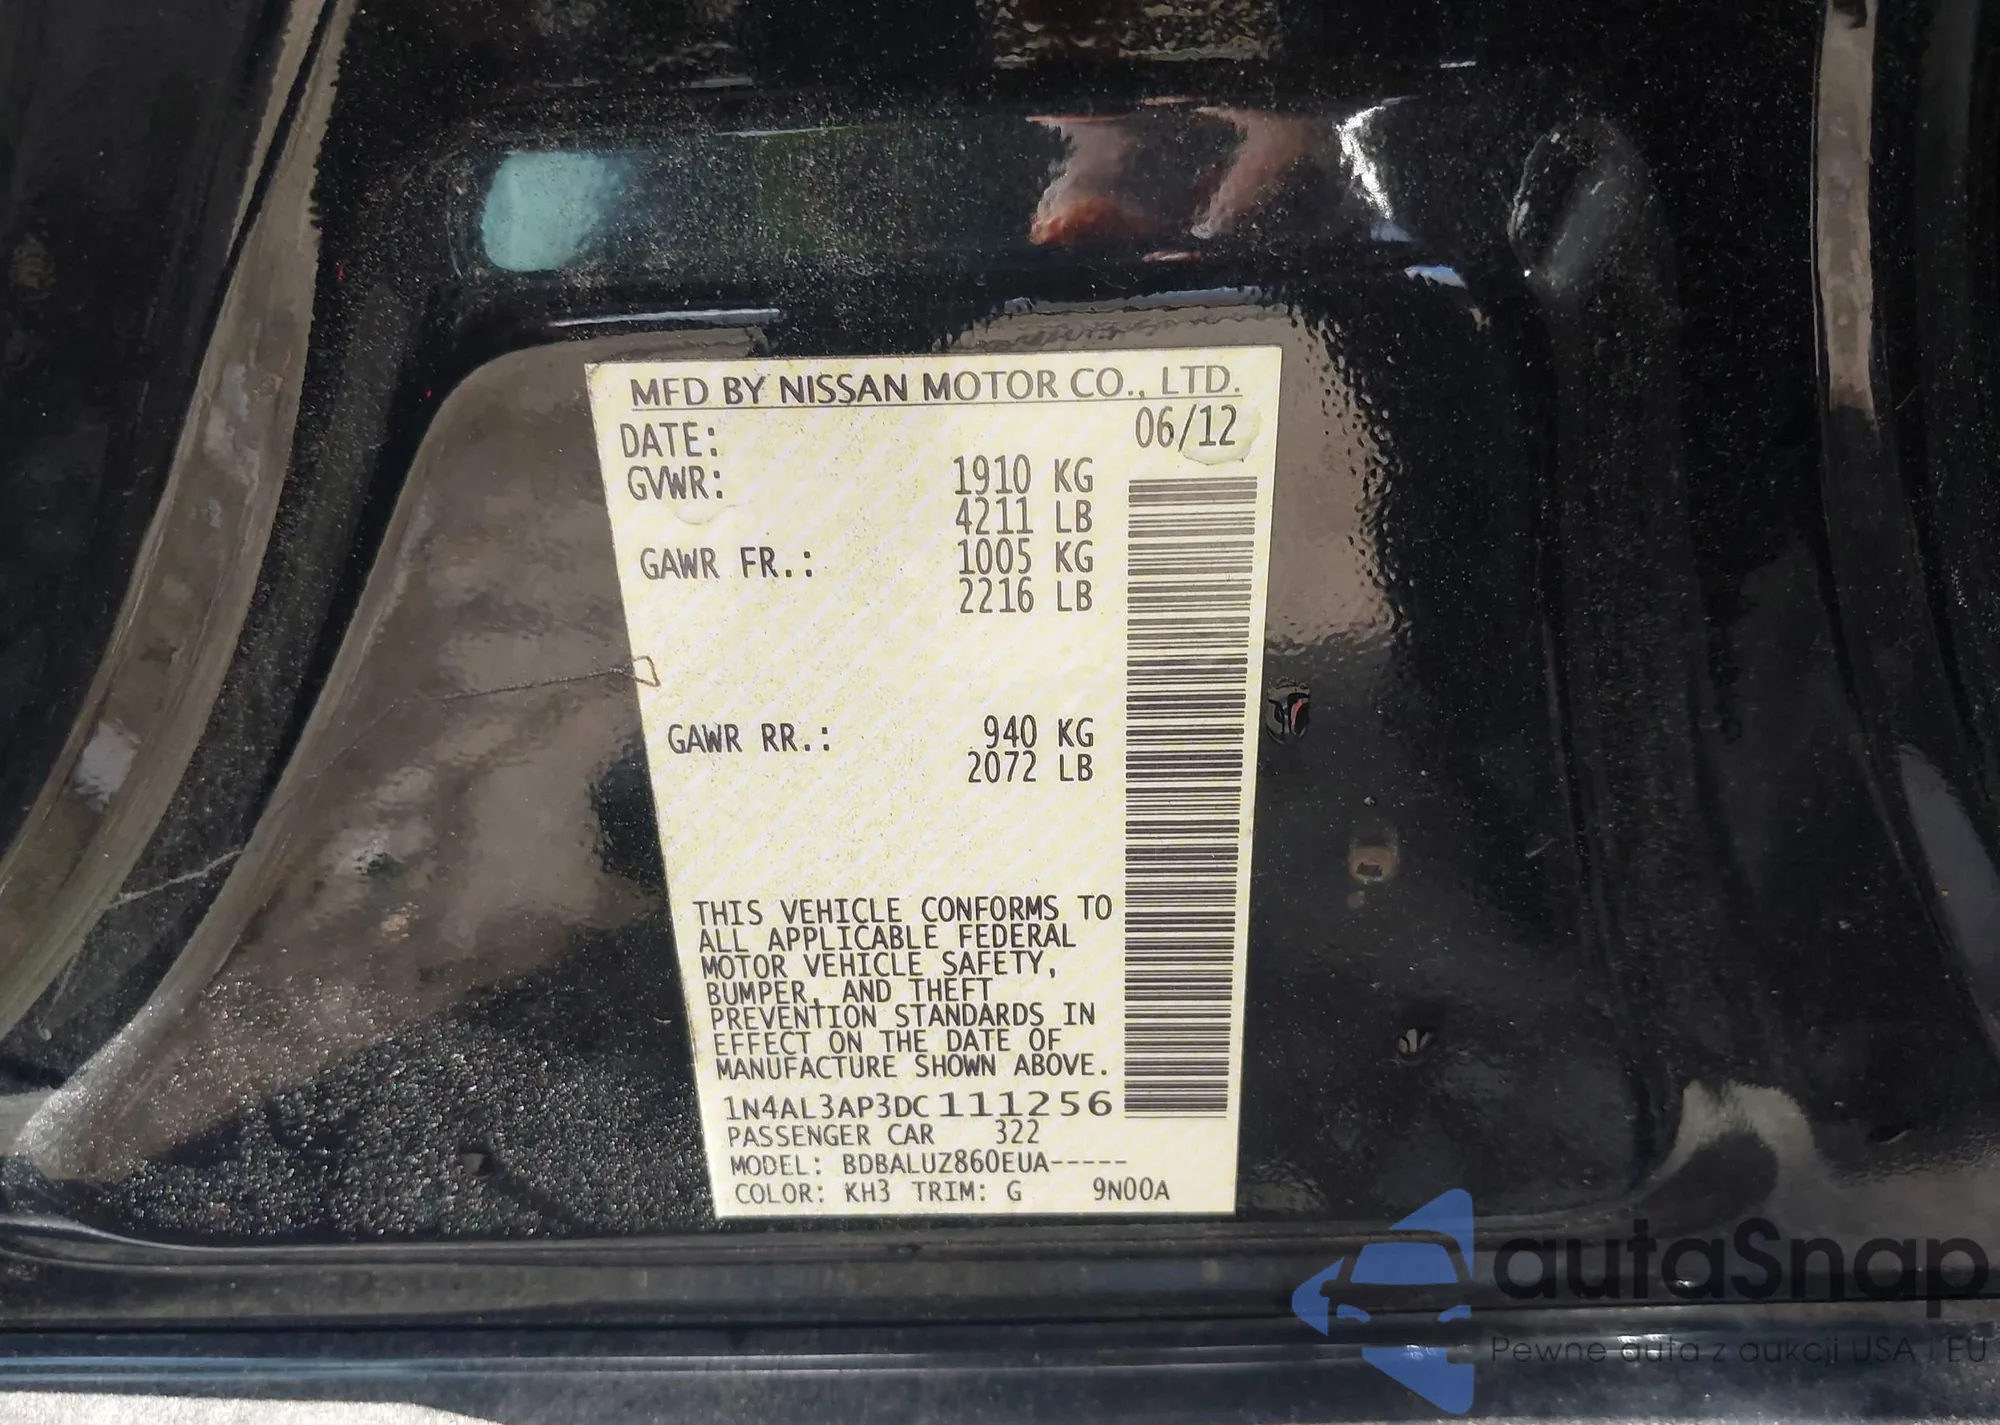 MFD BY NISSAN MOTOR CO., LTD.
DATE: 06/12
GVWR: 1910 KG
4211 LB
GAWR FR.: 1005 KG
2216 LB
GAWR RR.: 940 KG
2072 LB
THIS VEHICLE CONFORMS TO
ALL APPLICABLE FEDERAL
MOTOR VEHICLE SAFETY,
BUMPER, AND THEFT
PREVENTION STANDARDS IN
EFFECT ON THE DATE OF
MANUFACTURE SHOWN ABOVE.
1N4AL3AP3DC111256
PASSENGER CAR 322
MODEL: BDBALUZ860EUA-----
COLOR: KH3 TRIM: G 9N00A
autaSnap
Pewne auta z aukcji USA i EU